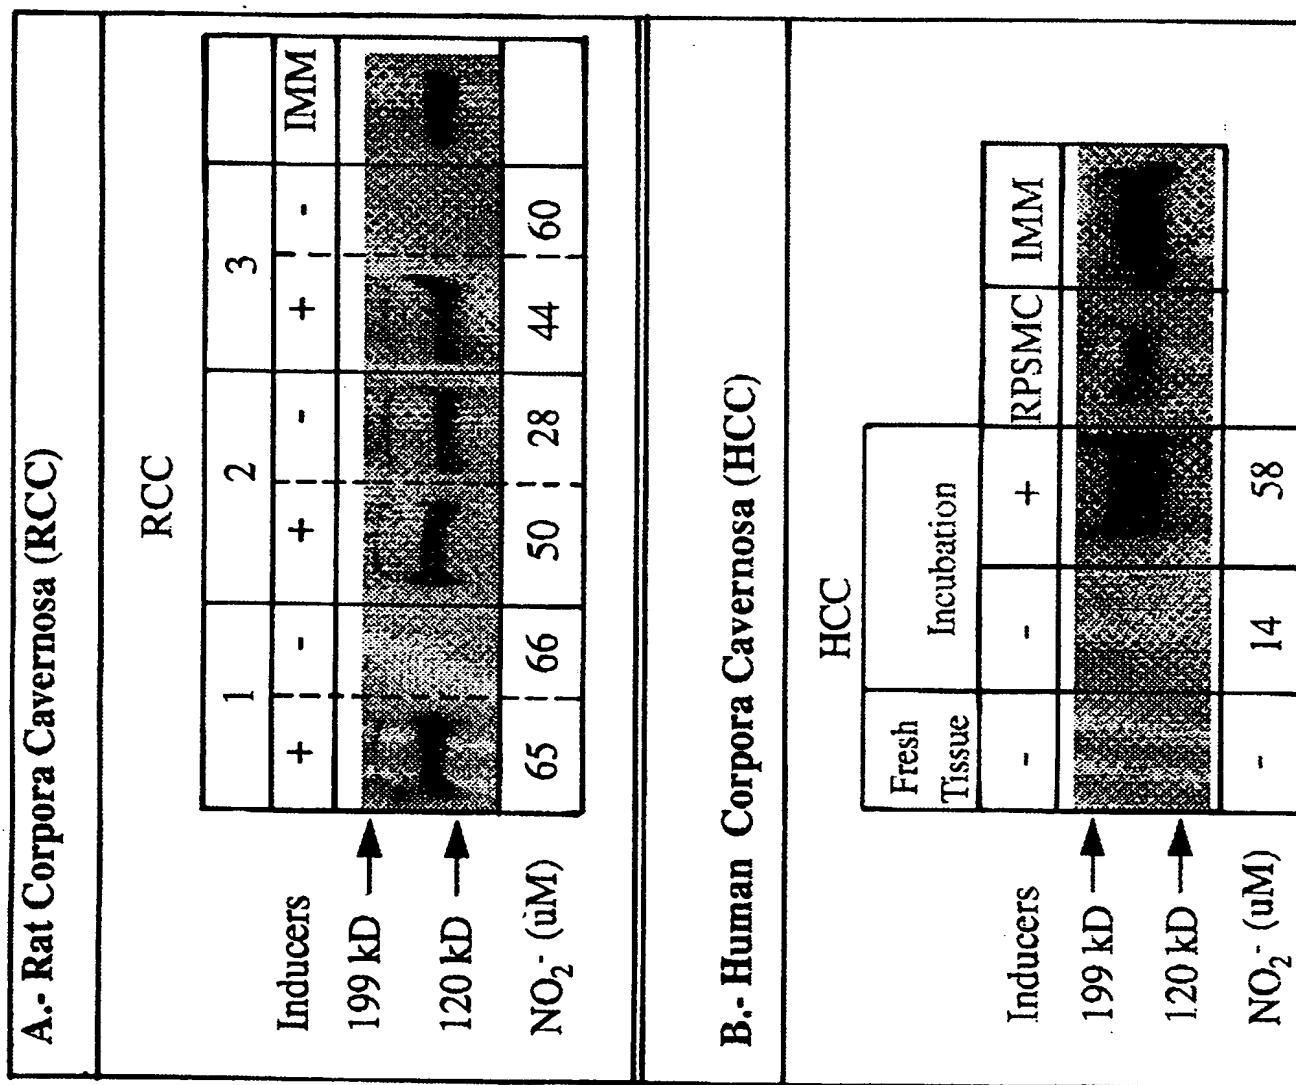 A.- Rat Corpora Cavernosa (RCC)
RCC
1 2 3
Inducers + - + - + - IMM
199 kD
120 kD
NO₂⁻ (uM) 65 66 50 28 44 60
B.- Human Corpora Cavernosa (HCC)
HCC
Fresh Tissue Incubation
Inducers - - + RPSMC IMM
199 kD
120 kD
NO₂⁻ (uM) - 14 58